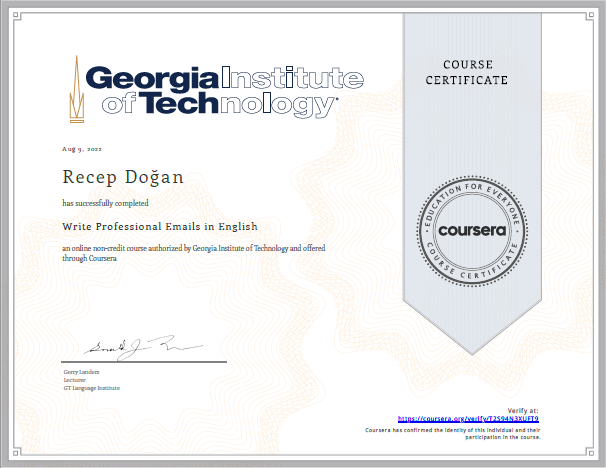 Georgia Institute
of Technology
COURSE
CERTIFICATE
Aug 9, 2022
Recep Doğan
has successfully completed
Write Professional Emails in English
an online non-credit course authorized by Georgia Institute of Technology and offered
through Coursera
EDUCATION FOR EVERYONE
coursera
COURSE CERTIFICATE
Gerry Landers
Lecturer
GT Language Institute
Verify at:
https://coursera.org/verify/T2S94N3XUFT9
Coursera has confirmed the identity of this individual and their
participation in the course.